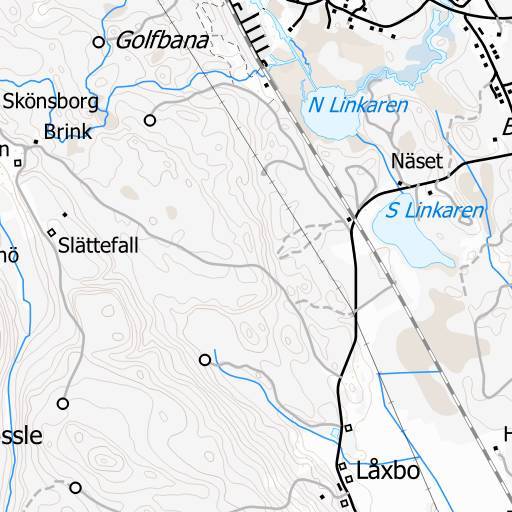 Golfbana
Skönsborg
N Linkaren
Brink
Näset
S Linkaren
Slättefall
Låxbo